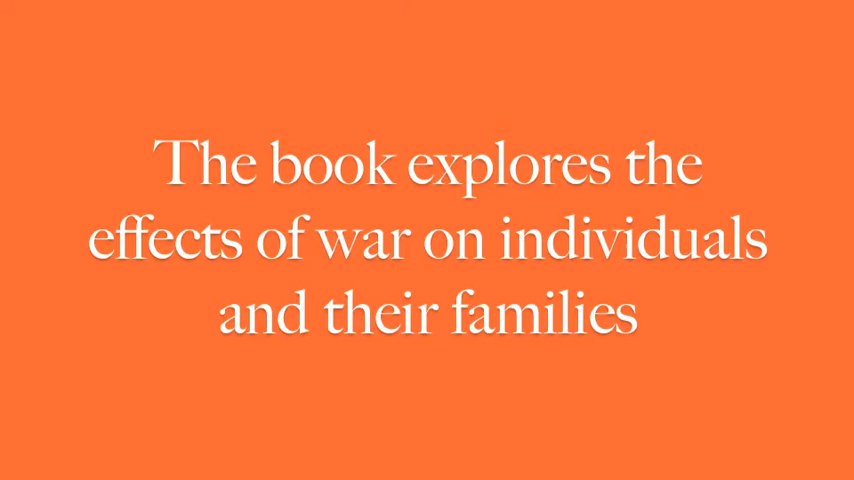 The book explores the
effects of war on individuals
and their families